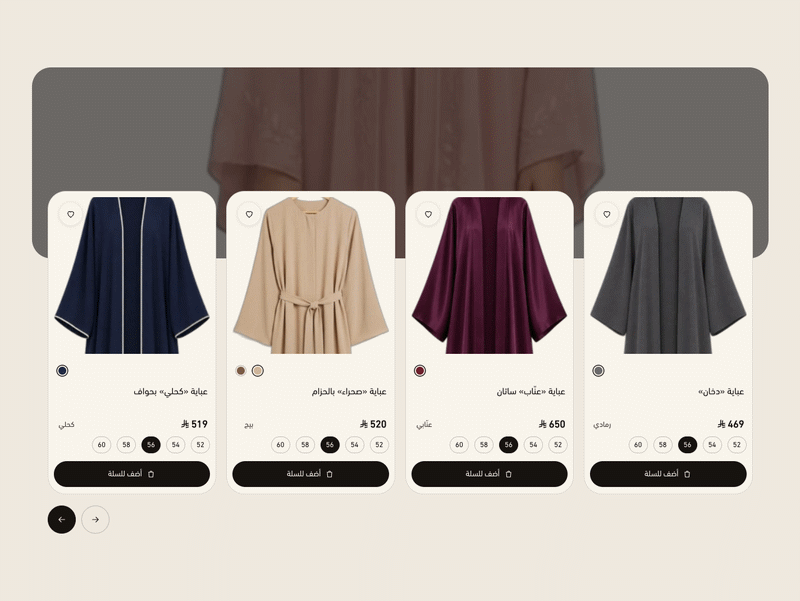 عباية «دخان»
469
رمادي
52 54 56 58 60
أضف للسلة
عباية «عنّاب» ساتان
650
عنّابي
52 54 56 58 60
أضف للسلة
عباية «صحراء» بالحزام
520
بيج
52 54 56 58 60
أضف للسلة
عباية «كحلي» بحواف
519
كحلي
52 54 56 58 60
أضف للسلة